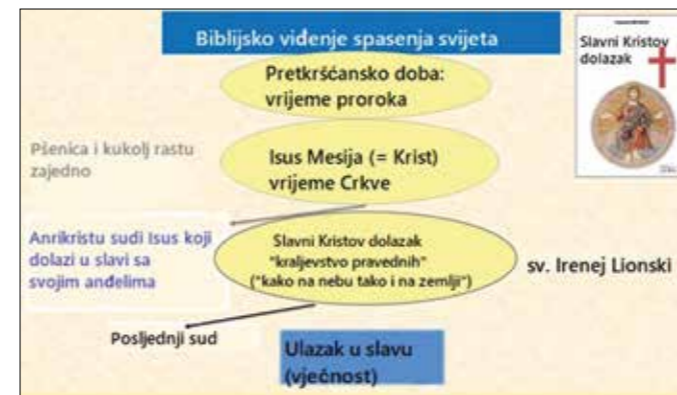 Biblijsko viđenje spasenja svijeta
Slavni Kristov
dolazak
Pretkršćansko doba:
vrijeme proroka
Pšenica i kukolj rastu
zajedno
Isus Mesija (= Krist)
vrijeme Crkve
Anrikristu sudi Isus koji
dolazi u slavi sa
svojim anđelima
Slavni Kristov dolazak
"kraljevstvo pravednih"
("kako na nebu tako i na zemlji")
sv. Irenej Lionski
Posljednji sud
Ulazak u slavu
(vječnost)